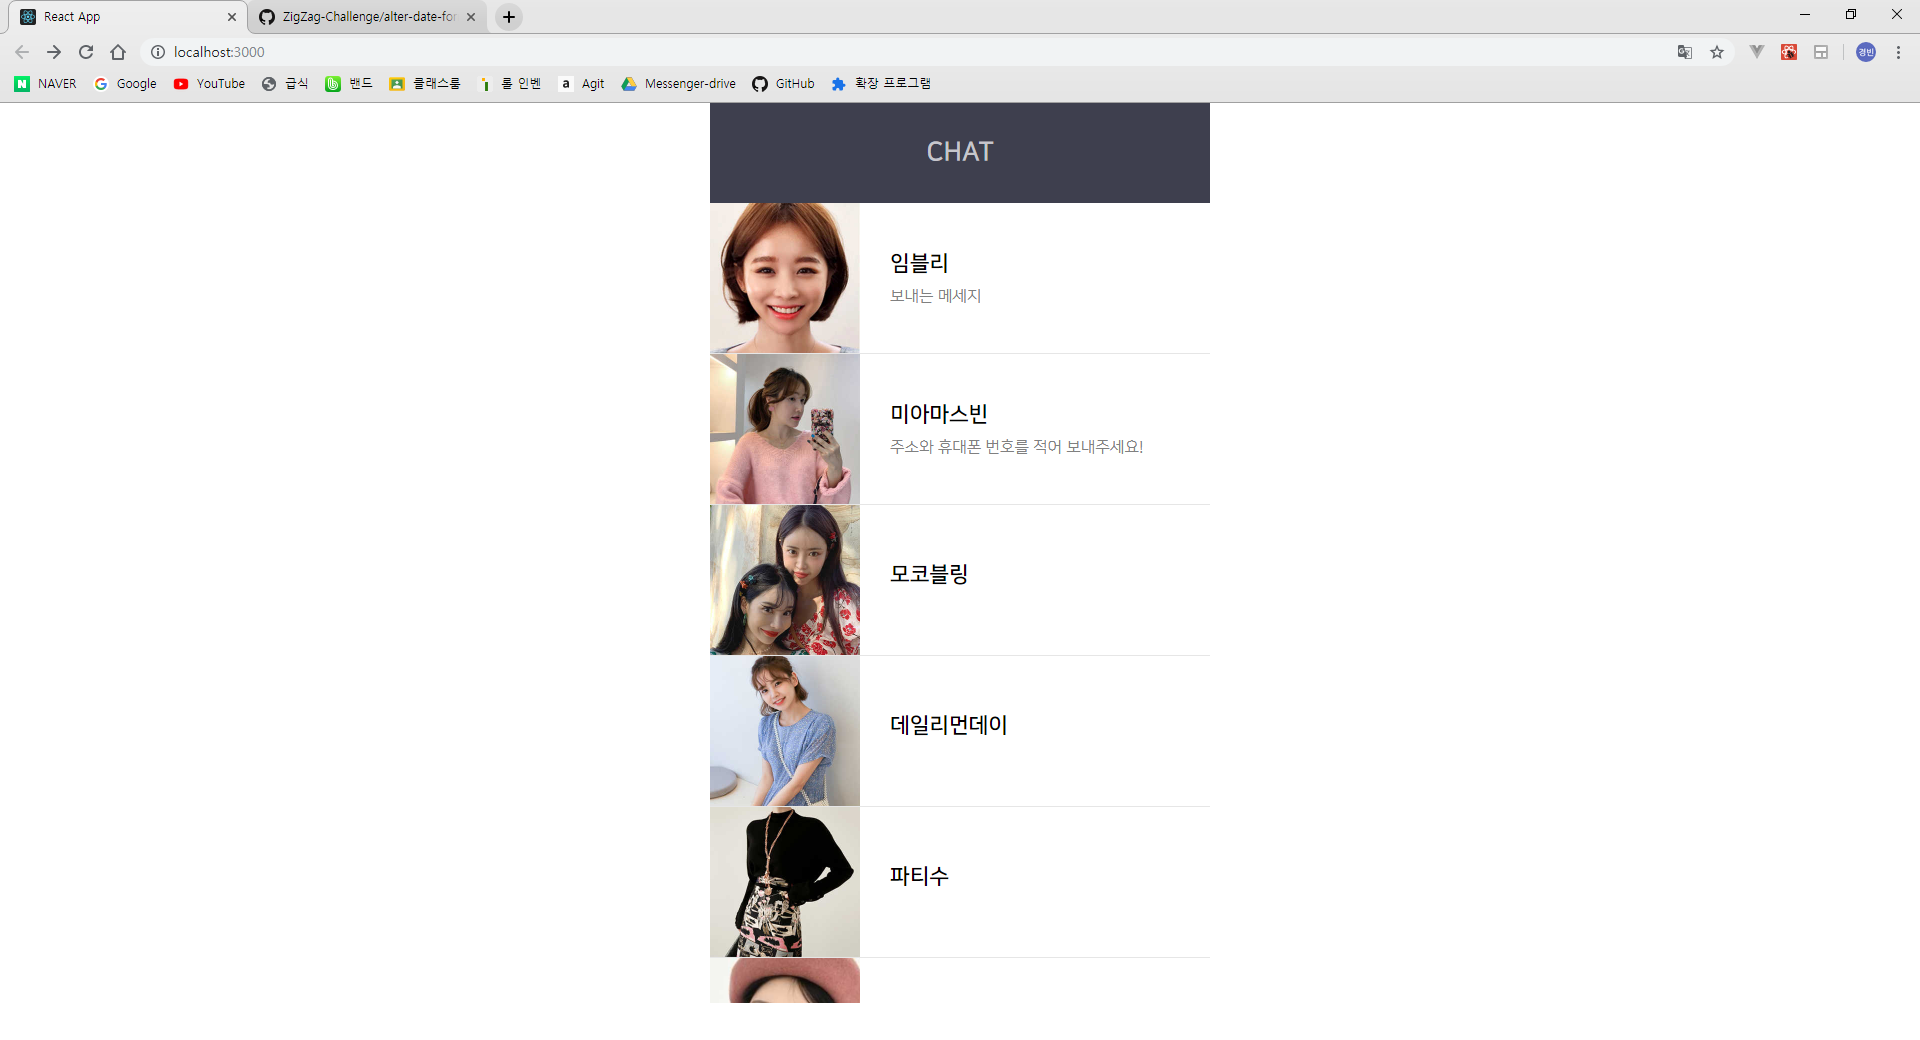 React App
ZigZag-Challenge/alter-date-for
localhost:3000
경빈
NAVER
Google
YouTube
급식
밴드
클래스룸
롤 인벤
a Agit
Messenger-drive
GitHub
확장 프로그램
CHAT
임블리
보내는 메세지
미아마스빈
주소와 휴대폰 번호를 적어 보내주세요!
모코블링
데일리먼데이
파티수